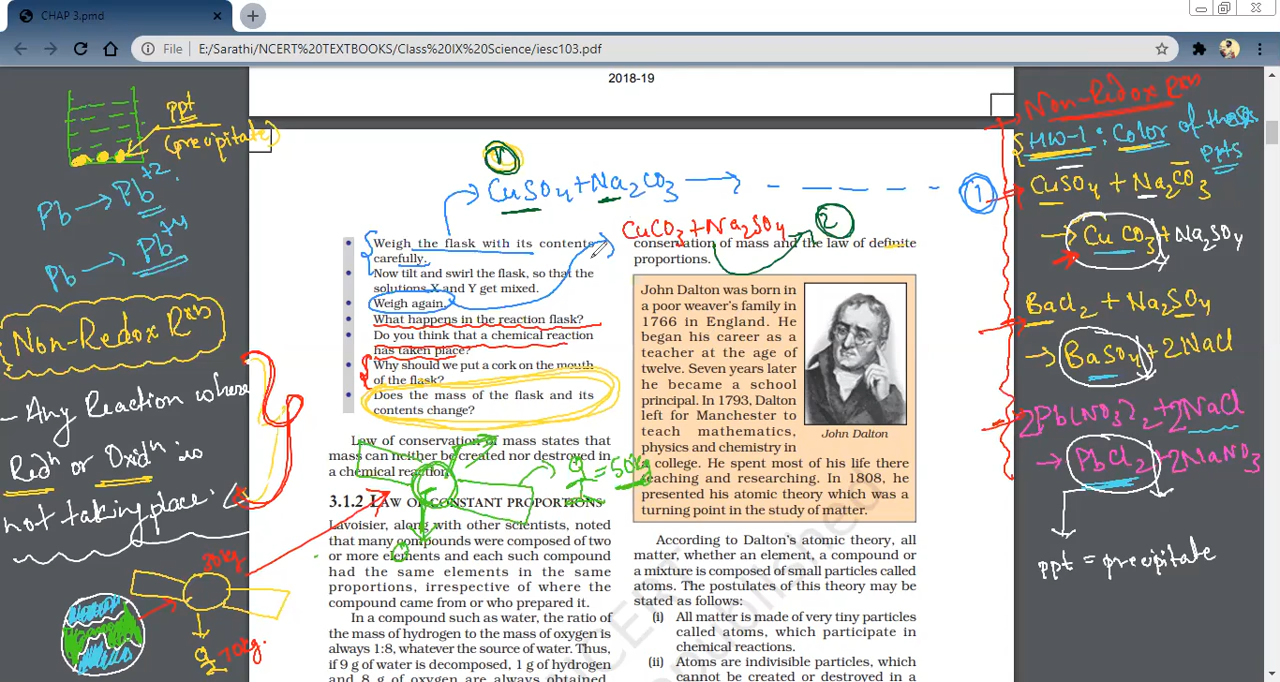 CHAP 3.pmd
File
E:/Sarathi/NCERT%20TEXTBOOKS/Class%20IX%20Science/iesc103.pdf
2018-19
ppt
(precipitate)
Pb → Pb+2.
Pb → Pb+4
Non-Redox Rxns
- Any Reaction where
Redn or Oxidn is
not taking place.
30kg
70kg.
1
CuSO4 + Na2CO3 → - - - - - 1
CuCO3 + Na2SO4
2
• Weigh the flask with its contents
carefully.
• Now tilt and swirl the flask, so that the
solutions X and Y get mixed.
• Weigh again.
• What happens in the reaction flask?
• Do you think that a chemical reaction
has taken place?
• Why should we put a cork on the mouth
of the flask?
• Does the mass of the flask and its
contents change?
Law of conservation of mass states that
mass can neither be created nor destroyed in
a chemical reaction.
= 50kg
3.1.2 LAW OF CONSTANT PROPORTIONS
Lavoisier, along with other scientists, noted
that many compounds were composed of two
or more elements and each such compound
had the same elements in the same
proportions, irrespective of where the
compound came from or who prepared it.
In a compound such as water, the ratio of
the mass of hydrogen to the mass of oxygen is
always 1:8, whatever the source of water. Thus,
if 9 g of water is decomposed, 1 g of hydrogen
and 8 g of oxygen are always obtained.
conservation of mass and the law of definite
proportions.
John Dalton was born in
a poor weaver's family in
1766 in England. He
began his career as a
teacher at the age of
twelve. Seven years later
he became a school
principal. In 1793, Dalton
left for Manchester to
teach mathematics,
physics and chemistry in
a college. He spent most of his life there
teaching and researching. In 1808, he
presented his atomic theory which was a
turning point in the study of matter.
John Dalton
According to Dalton's atomic theory, all
matter, whether an element, a compound or
a mixture is composed of small particles called
atoms. The postulates of this theory may be
stated as follows:
(i) All matter is made of very tiny particles
called atoms, which participate in
chemical reactions.
(ii) Atoms are indivisible particles, which
cannot be created or destroyed in a
Non-Redox Rxns
HW-1: Color of these
ppts
CuSO4 + Na2CO3
→ CuCO3 + Na2SO4
BaCl2 + Na2SO4
→ BaSO4 + 2NaCl
Pb(NO3)2 + 2NaCl
→ PbCl2 + 2NaNO3
ppt = precipitate